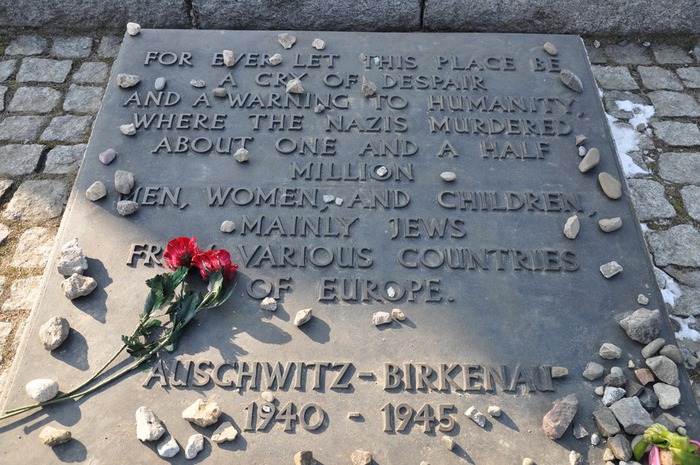 FOR EVER LET THIS PLACE BE
A CRY OF DESPAIR
AND A WARNING TO HUMANITY,
WHERE THE NAZIS MURDERED
ABOUT ONE AND A HALF
MILLION
MEN, WOMEN, AND CHILDREN,
MAINLY JEWS
FROM VARIOUS COUNTRIES
OF EUROPE.
AUSCHWITZ - BIRKENAU
1940 - 1945